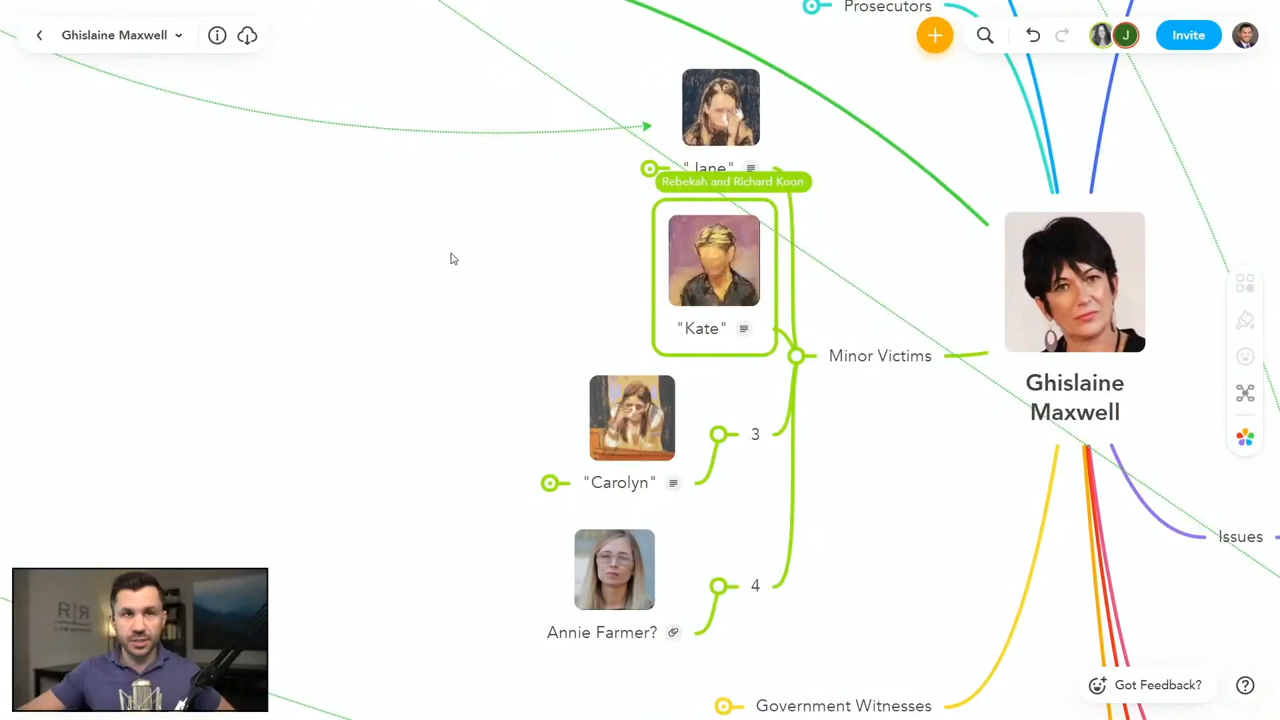 Prosecutors
Ghislaine Maxwell
J
Invite
"Jane"
Rebekah and Richard Koon
"Kate"
Minor Victims
Ghislaine
Maxwell
3
"Carolyn"
Issues
4
Annie Farmer?
R|R
Got Feedback?
Government Witnesses